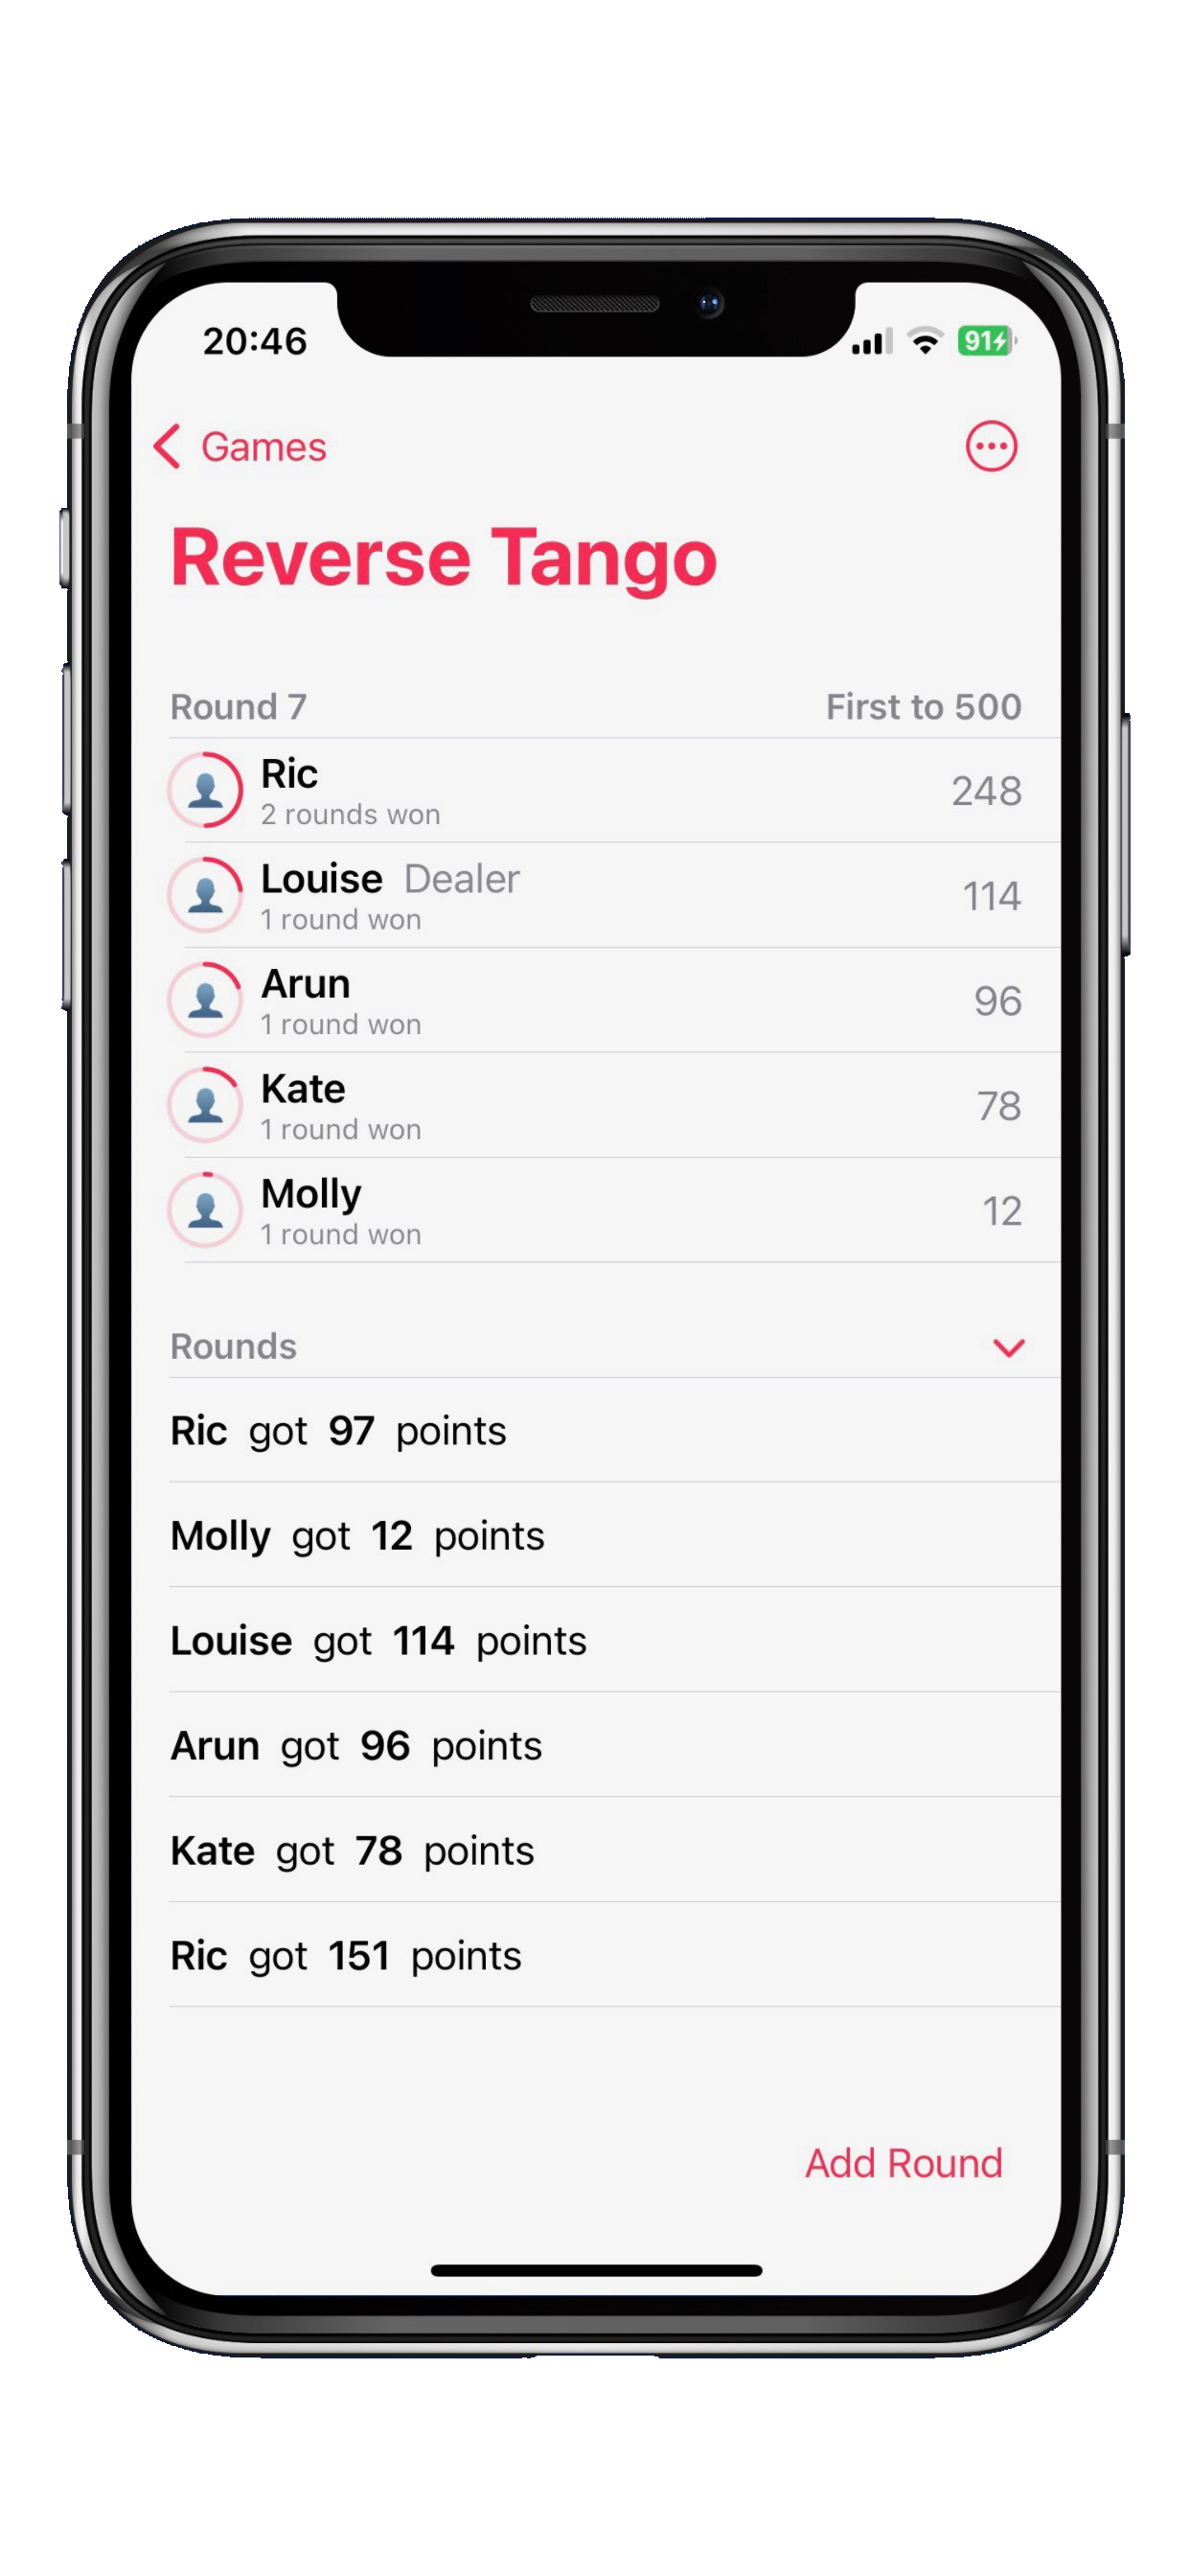 20:46
91
Games
Reverse Tango
Round 7 First to 500
Ric
2 rounds won
248
Louise Dealer
1 round won
114
Arun
1 round won
96
Kate
1 round won
78
Molly
1 round won
12
Rounds
Ric got 97 points
Molly got 12 points
Louise got 114 points
Arun got 96 points
Kate got 78 points
Ric got 151 points
Add Round